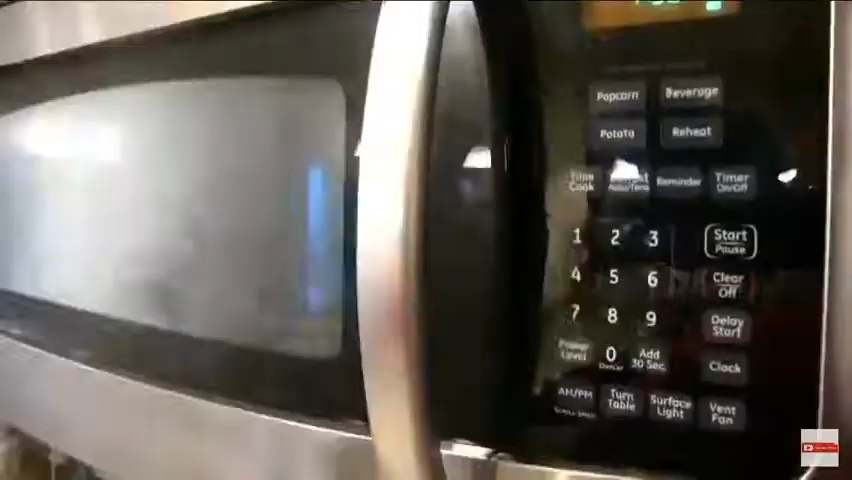 Popcorn Beverage
Potato Reheat
Time Cook Auto/Time Reminder Timer On/Off
1 2 3 Start Pause
4 5 6 Clear Off
7 8 9 Delay Start
Power Level 0 Add 30 Sec. Clock
AM/PM Turn Table Surface Light Vent Fan